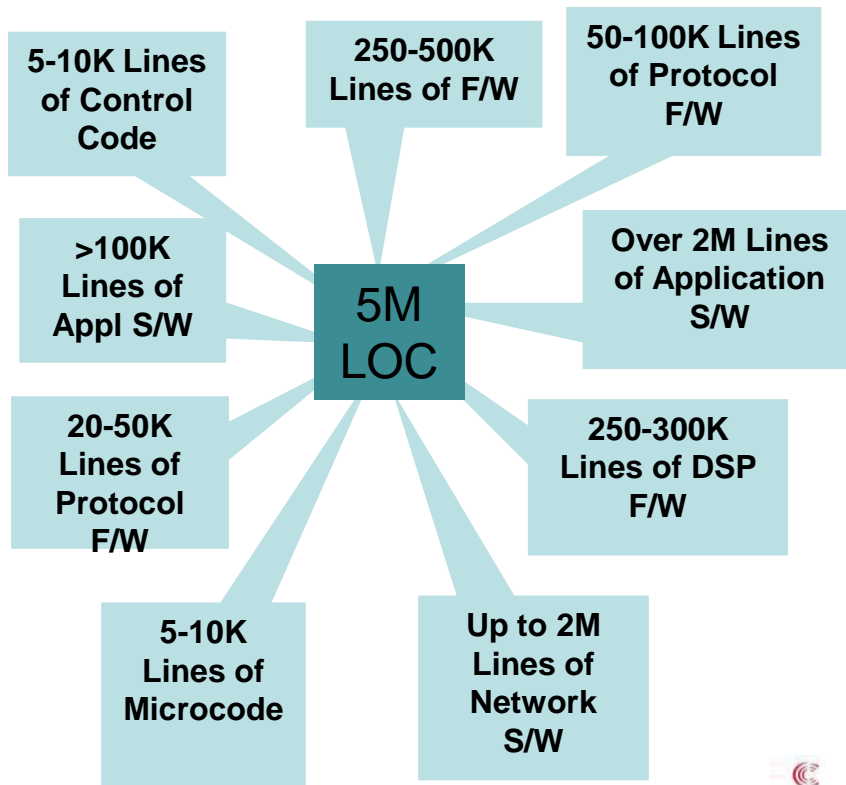 5-10K Lines
of Control
Code
250-500K
Lines of F/W
50-100K Lines
of Protocol
F/W
>100K
Lines of
Appl S/W
5M
LOC
Over 2M Lines
of Application
S/W
20-50K
Lines of
Protocol
F/W
250-300K
Lines of DSP
F/W
5-10K
Lines of
Microcode
Up to 2M
Lines of
Network
S/W